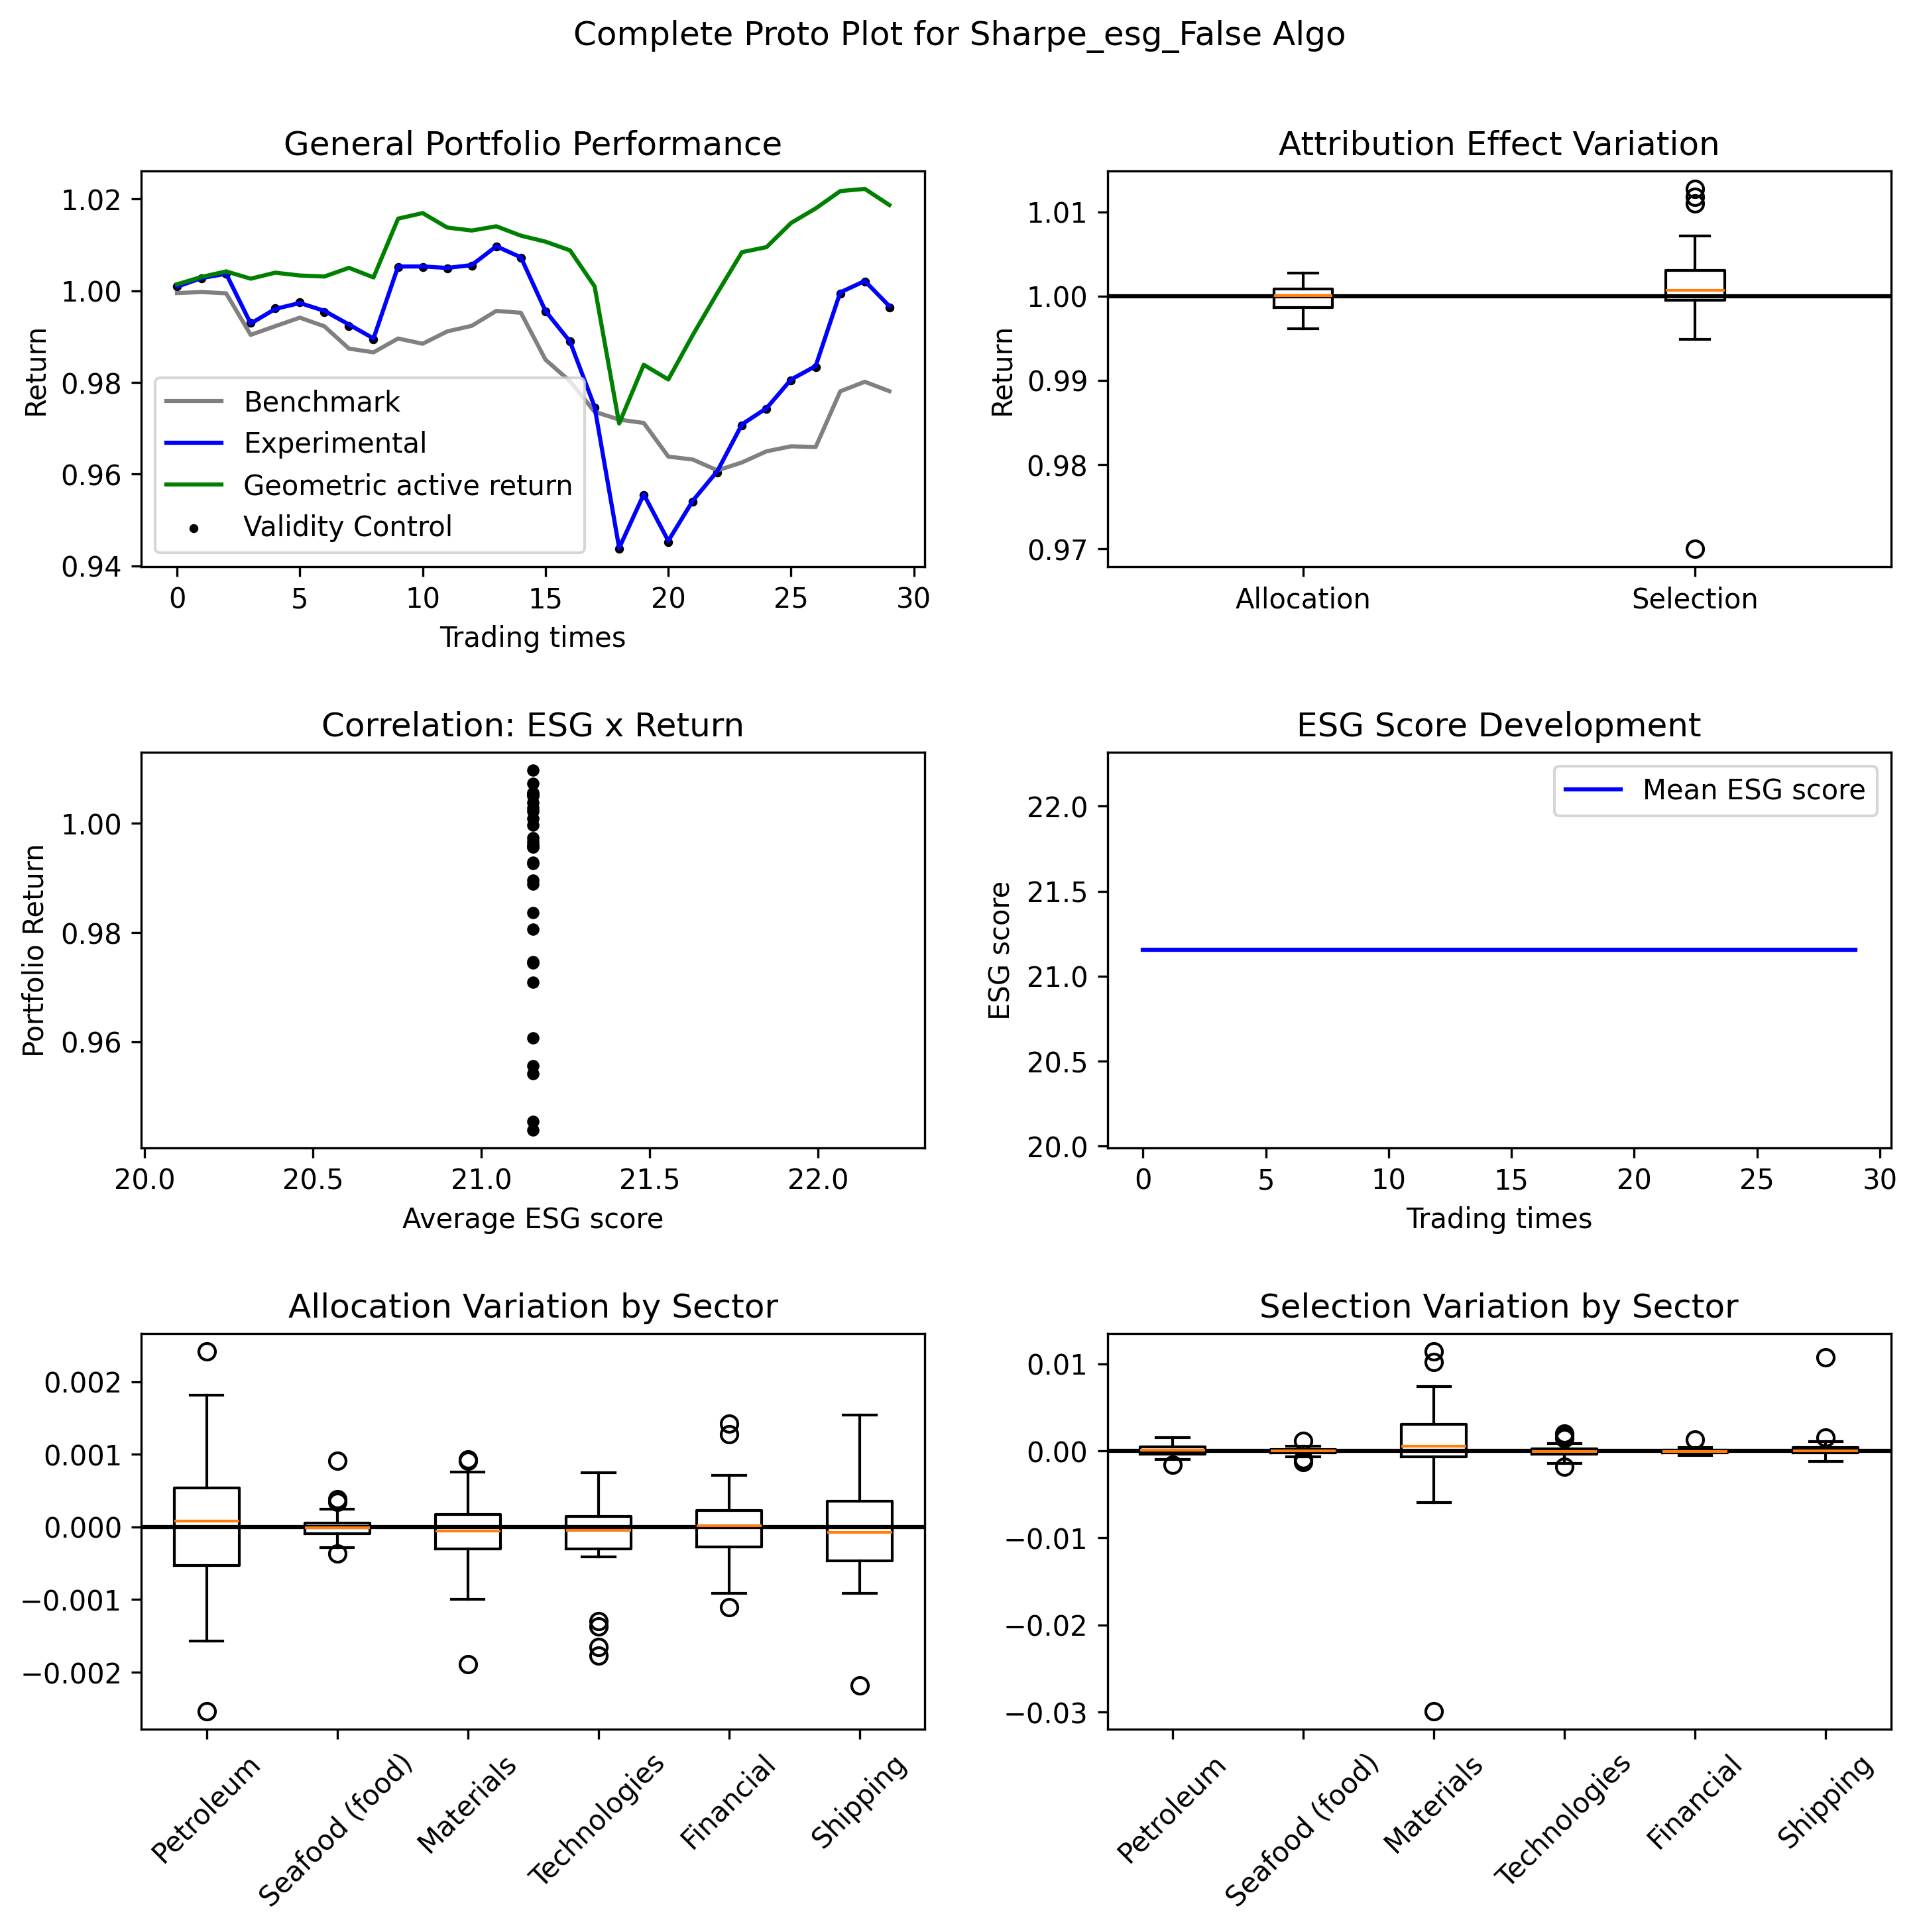 Complete Proto Plot for Sharpe_esg_False Algo
General Portfolio Performance
Return
1.02
1.00
0.98
0.96
0.94
Benchmark
Experimental
Geometric active return
Validity Control
0 5 10 15 20 25 30
Trading times
Attribution Effect Variation
Return
1.01
1.00
0.99
0.98
0.97
Allocation Selection
Correlation: ESG x Return
Portfolio Return
1.00
0.98
0.96
20.0 20.5 21.0 21.5 22.0
Average ESG score
ESG Score Development
ESG score
22.0
21.5
21.0
20.5
20.0
Mean ESG score
0 5 10 15 20 25 30
Trading times
Allocation Variation by Sector
0.002
0.001
0.000
−0.001
−0.002
Petroleum
Seafood (food)
Materials
Technologies
Financial
Shipping
Selection Variation by Sector
0.01
0.00
−0.01
−0.02
−0.03
Petroleum
Seafood (food)
Materials
Technologies
Financial
Shipping